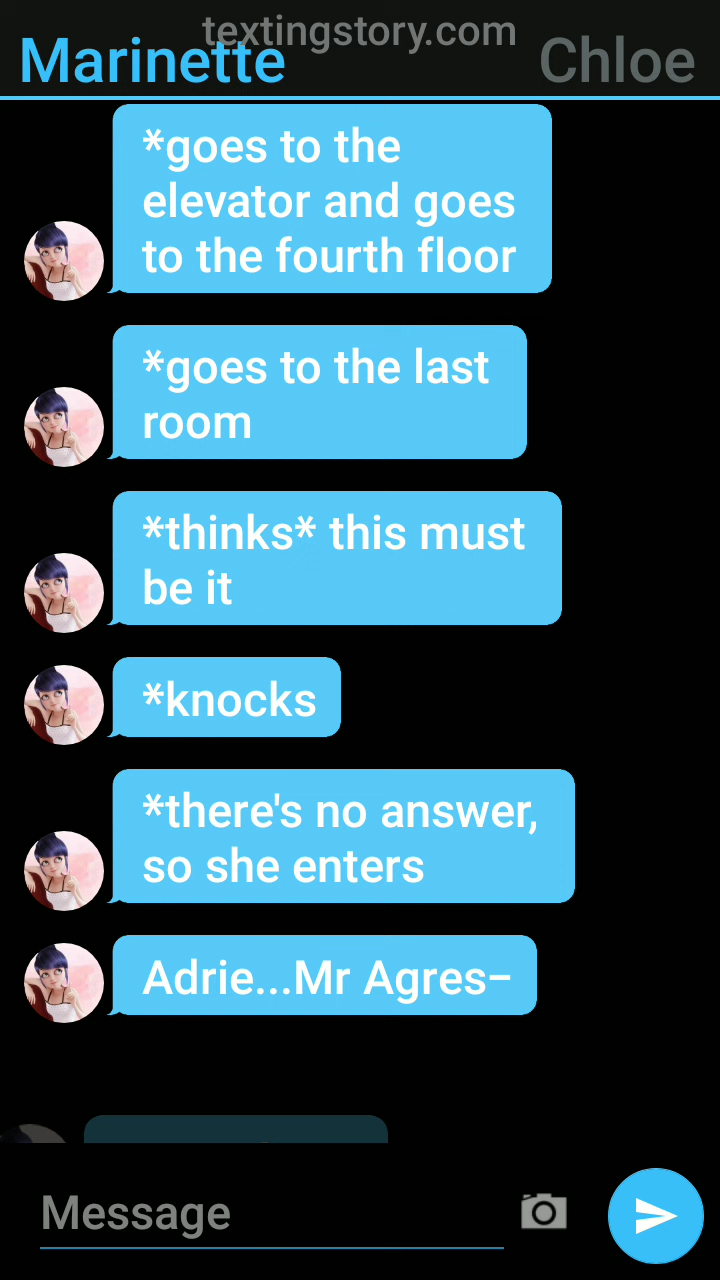 textingstory.com
Marinette Chloe
*goes to the
elevator and goes
to the fourth floor
*goes to the last
room
*thinks* this must
be it
*knocks
*there's no answer,
so she enters
Adrie...Mr Agres–
Message